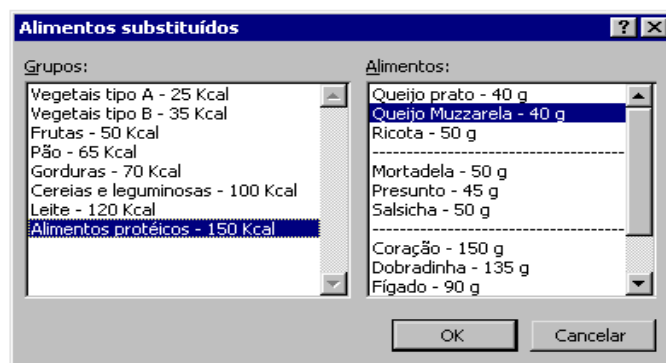 Alimentos substituídos
Grupos:
Vegetais tipo A - 25 Kcal
Vegetais tipo B - 35 Kcal
Frutas - 50 Kcal
Pão - 65 Kcal
Gorduras - 70 Kcal
Cereias e leguminosas - 100 Kcal
Leite - 120 Kcal
Alimentos protéicos - 150 Kcal
Alimentos:
Queijo prato - 40 g
Queijo Muzzarela - 40 g
Ricota - 50 g
------------------------------------
Mortadela - 50 g
Presunto - 45 g
Salsicha - 50 g
------------------------------------
Coração - 150 g
Dobradinha - 135 g
Fígado - 90 g
OK
Cancelar